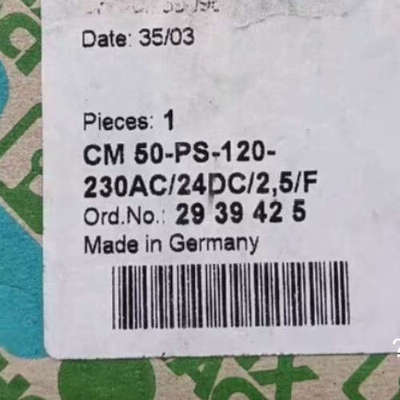 Date: 35/03
Pieces: 1
CM 50-PS-120-
230AC/24DC/2,5/F
Ord.No.: 29 39 42 5
Made in Germany